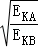 √(E_KA / E_KB)